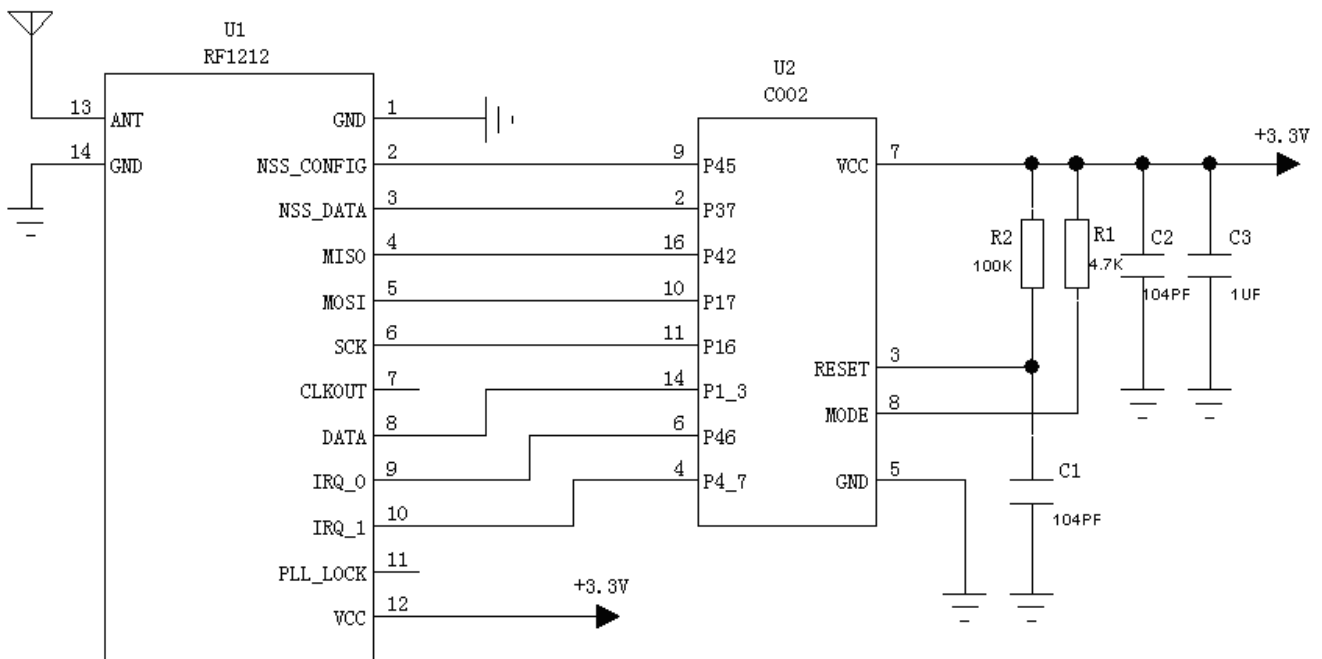 U1
RF1212
13
ANT
14
GND
GND
1
NSS_CONFIG
2
NSS_DATA
3
MISO
4
MOSI
5
SCK
6
CLKOUT
7
DATA
8
IRQ_0
9
IRQ_1
10
PLL_LOCK
11
VCC
12
+3.3V
U2
C002
9
P45
2
P37
16
P42
10
P17
11
P16
14
P1_3
6
P46
4
P4_7
VCC
7
RESET
3
MODE
8
GND
5
+3.3V
R2
100K
R1
4.7K
C2
104PF
C3
1UF
C1
104PF